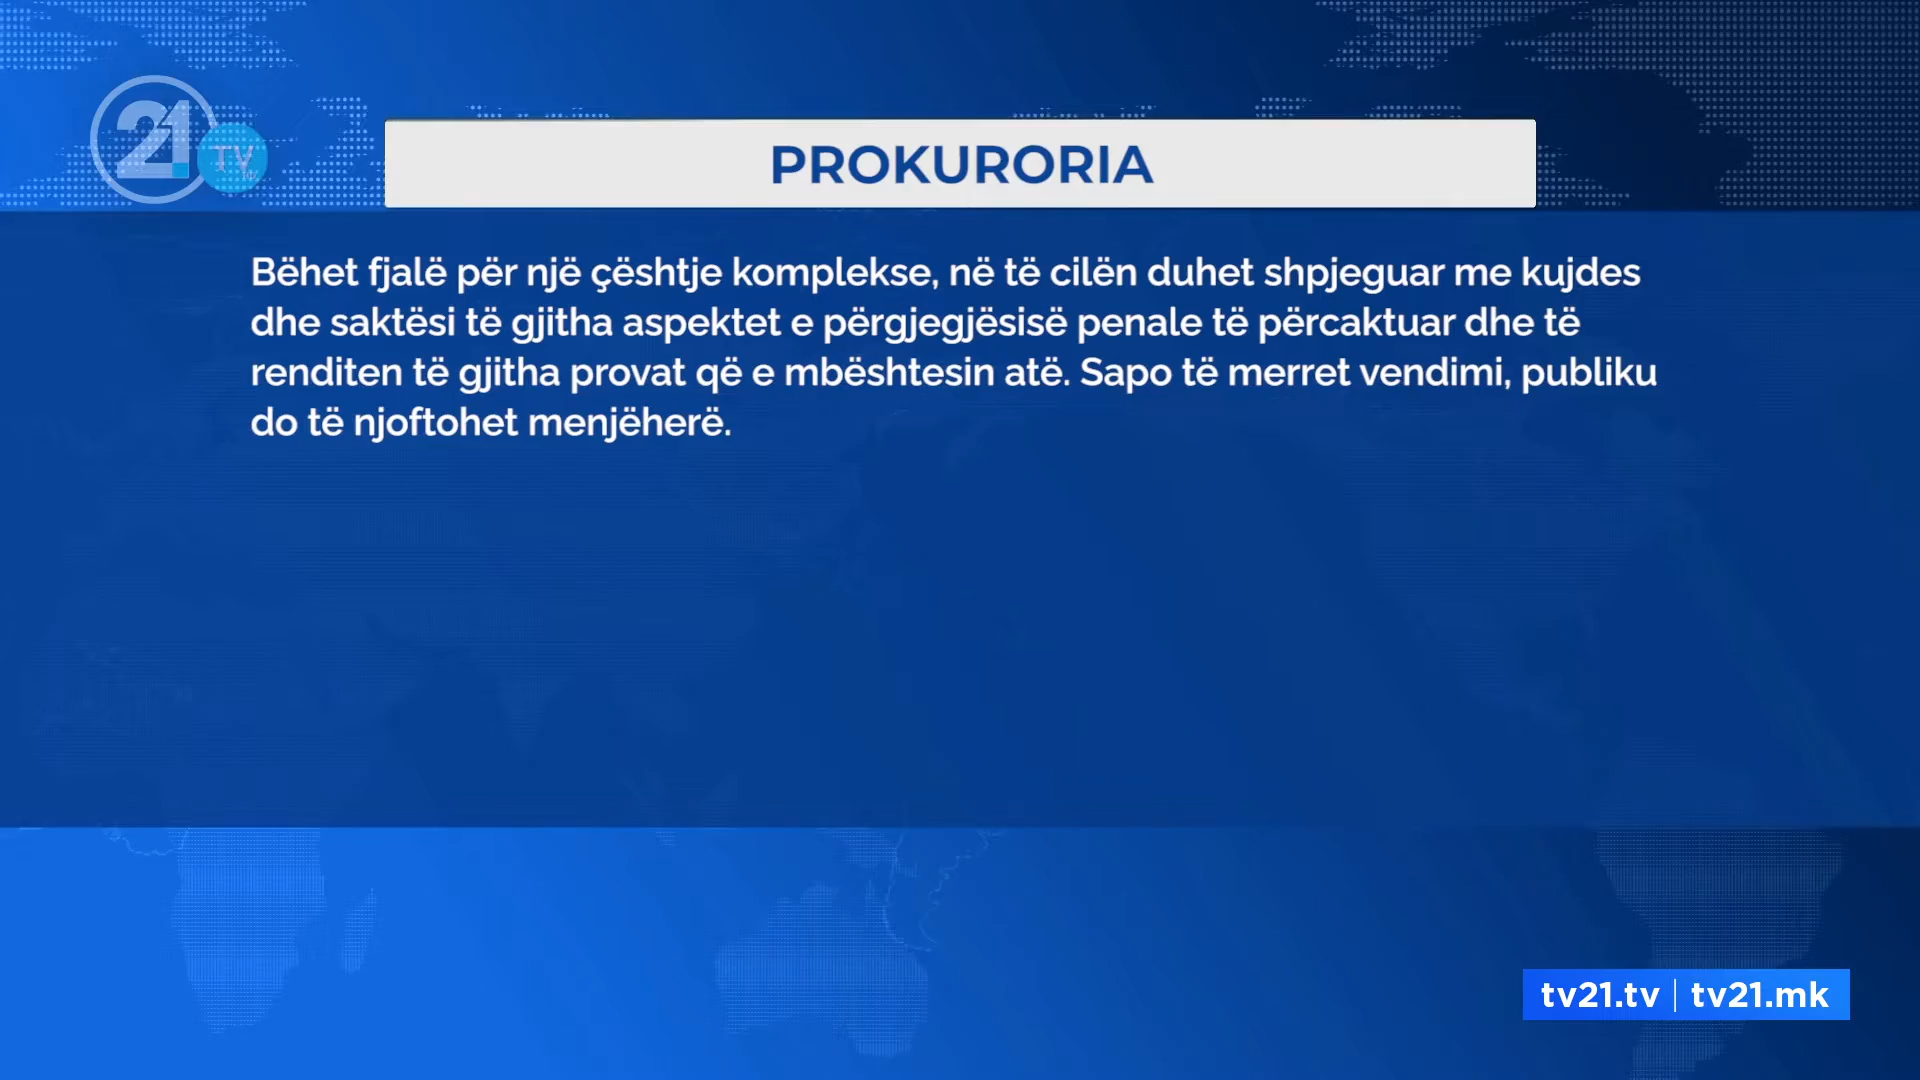 21
TV
PROKURORIA
Bëhet fjalë për një çështje komplekse, në të cilën duhet shpjeguar me kujdes
dhe saktësi të gjitha aspektet e përgjegjësisë penale të përcaktuar dhe të
renditen të gjitha provat që e mbështesin atë. Sapo të merret vendimi, publiku
do të njoftohet menjëherë.
tv21.tv | tv21.mk